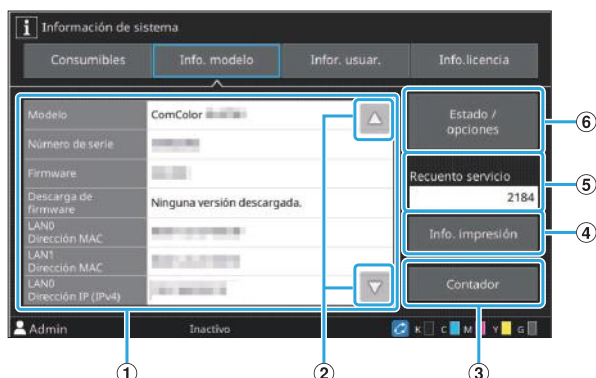 i Información de sistema
Consumibles Info. modelo Infor. usuar. Info.licencia
Modelo ComColor
Número de serie
Firmware
Descarga de
firmware Ninguna versión descargada.
LAN0
Dirección MAC
LAN1
Dirección MAC
LAN0
Dirección IP (IPv4)
Estado /
opciones
Recuento servicio
2184
Info. impresión
Contador
Admin Inactivo K C M Y G
6
5
4
1 2 3